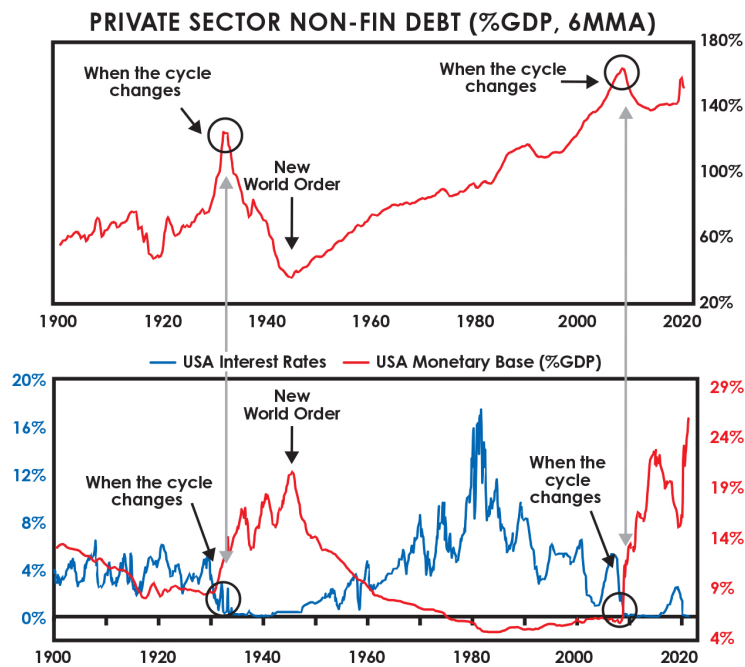 PRIVATE SECTOR NON-FIN DEBT (%GDP, 6MMA)
180%
When the cycle
changes
When the cycle
changes
140%
New
World Order
100%
60%
20%
1900 1920 1940 1960 1980 2000 2020
USA Interest Rates USA Monetary Base (%GDP)
20% 29%
New
World Order
16% 24%
When the
cycle
changes
When the cycle
changes
12% 19%
8% 14%
4% 9%
0% 4%
1900 1920 1940 1960 1980 2000 2020